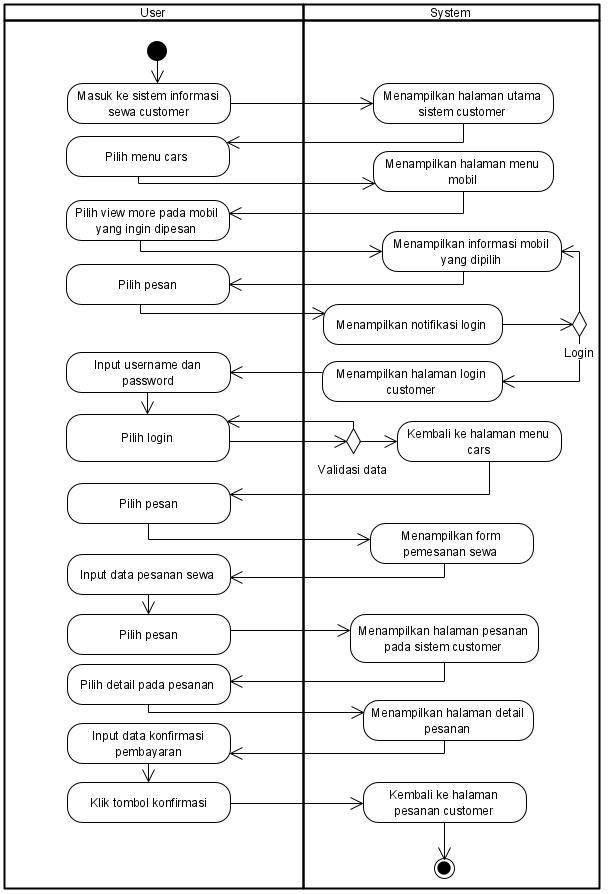 User
System
Masuk ke sistem informasi
sewa customer
Menampilkan halaman utama
sistem customer
Pilih menu cars
Menampilkan halaman menu
mobil
Pilih view more pada mobil
yang ingin dipesan
Menampilkan informasi mobil
yang dipilih
Pilih pesan
Menampilkan notifikasi login
Login
Menampilkan halaman login
customer
Input username dan
password
Pilih login
Validasi data
Kembali ke halaman menu
cars
Pilih pesan
Menampilkan form
pemesanan sewa
Input data pesanan sewa
Pilih pesan
Menampilkan halaman pesanan
pada sistem customer
Pilih detail pada pesanan
Menampilkan halaman detail
pesanan
Input data konfirmasi
pembayaran
Klik tombol konfirmasi
Kembali ke halaman
pesanan customer